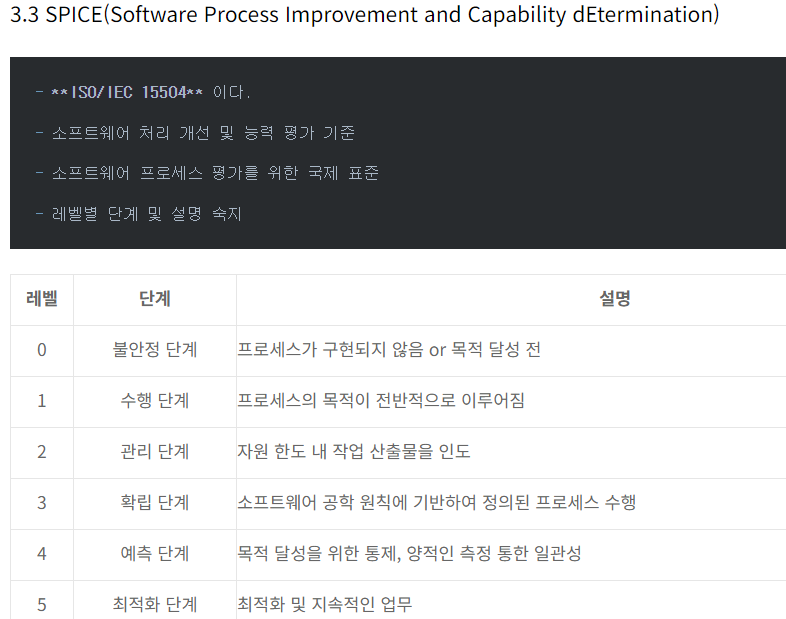 3.3 SPICE(Software Process Improvement and Capability dEtermination)
- **ISO/IEC 15504** 이다.
- 소프트웨어 처리 개선 및 능력 평가 기준
- 소프트웨어 프로세스 평가를 위한 국제 표준
- 레벨별 단계 및 설명 숙지
레벨 단계 설명
0 불안정 단계 프로세스가 구현되지 않음 or 목적 달성 전
1 수행 단계 프로세스의 목적이 전반적으로 이루어짐
2 관리 단계 자원 한도 내 작업 산출물을 인도
3 확립 단계 소프트웨어 공학 원칙에 기반하여 정의된 프로세스 수행
4 예측 단계 목적 달성을 위한 통제, 양적인 측정 통한 일관성
5 최적화 단계 최적화 및 지속적인 업무